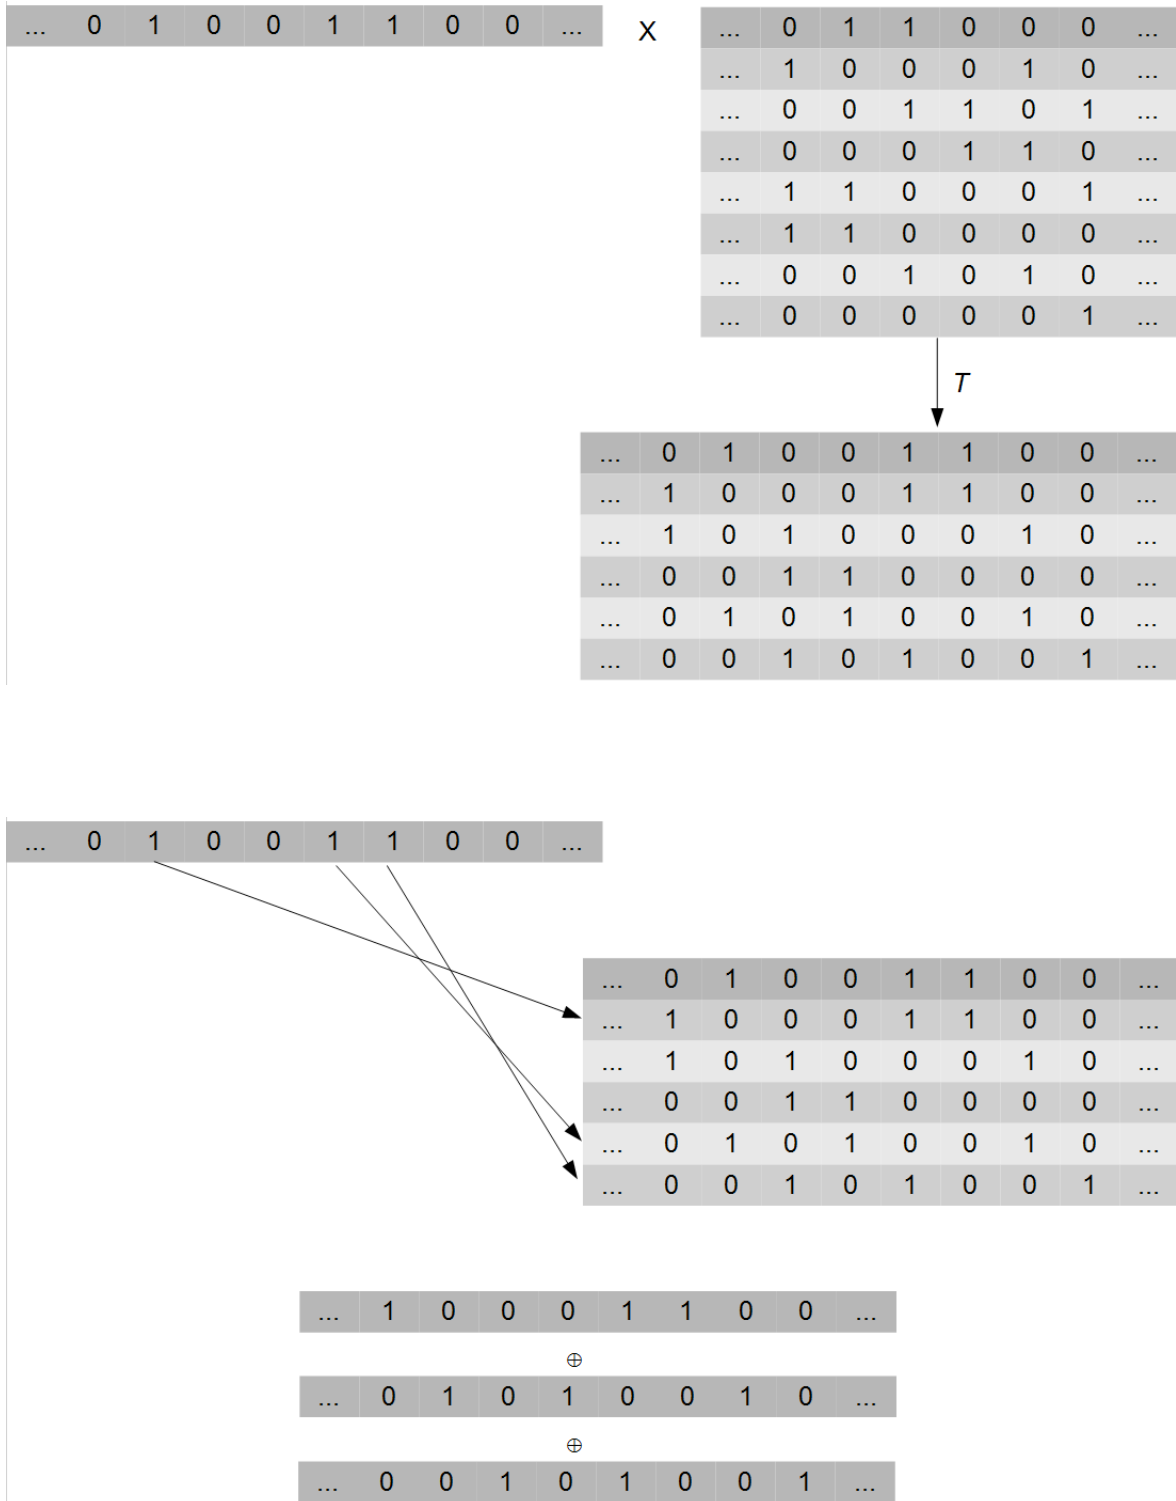 ... 0 1 0 0 1 1 0 0 ... X ... 0 1 1 0 0 0 ...
... 1 0 0 0 1 0 ...
... 0 0 1 1 0 1 ...
... 0 0 0 1 1 0 ...
... 1 1 0 0 0 1 ...
... 1 1 0 0 0 0 ...
... 0 0 1 0 1 0 ...
... 0 0 0 0 0 1 ...
T
... 0 1 0 0 1 1 0 0 ...
... 1 0 0 0 1 1 0 0 ...
... 1 0 1 0 0 0 1 0 ...
... 0 0 1 1 0 0 0 0 ...
... 0 1 0 1 0 0 1 0 ...
... 0 0 1 0 1 0 0 1 ...
... 0 1 0 0 1 1 0 0 ...
... 0 1 0 0 1 1 0 0 ...
... 1 0 0 0 1 1 0 0 ...
... 1 0 1 0 0 0 1 0 ...
... 0 0 1 1 0 0 0 0 ...
... 0 1 0 1 0 0 1 0 ...
... 0 0 1 0 1 0 0 1 ...
... 1 0 0 0 1 1 0 0 ...
⊕
... 0 1 0 1 0 0 1 0 ...
⊕
... 0 0 1 0 1 0 0 1 ...